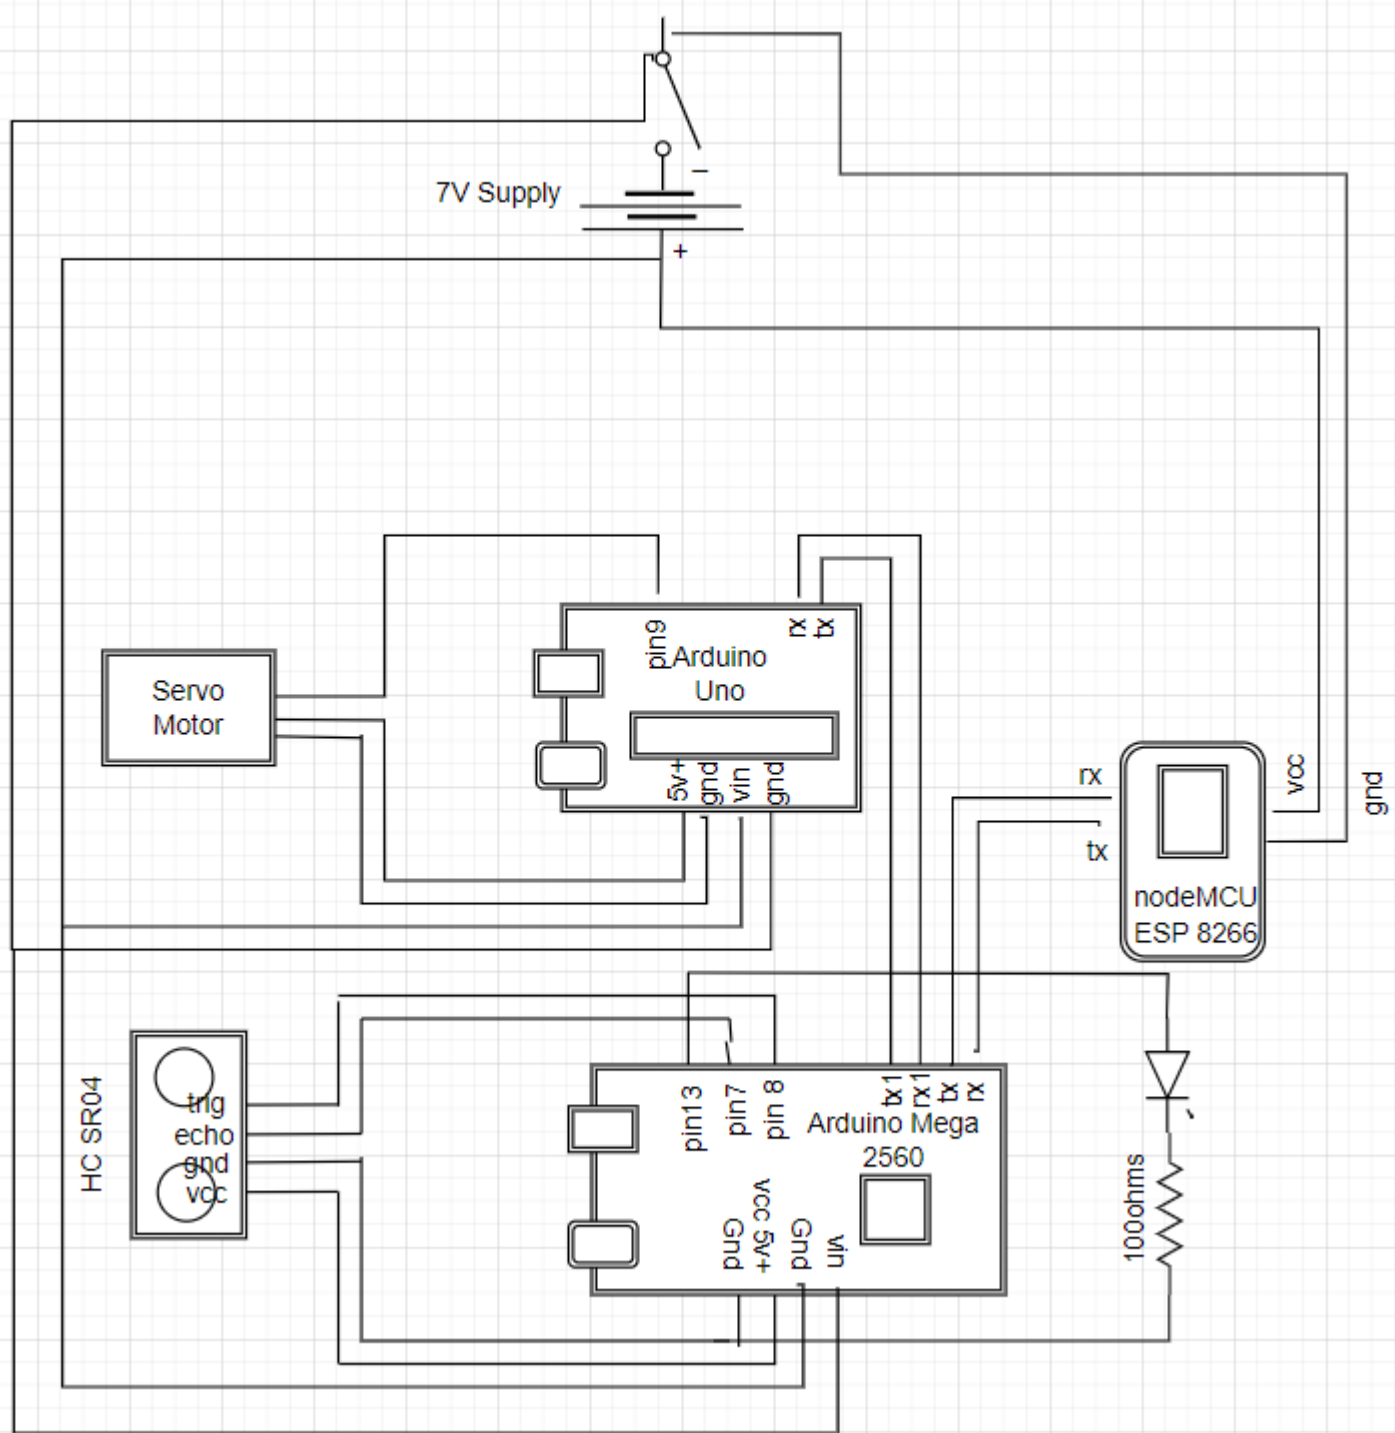 −
7V Supply
+
pin9
rx
tx
Arduino
Uno
Servo
Motor
5v+
gnd
vin
gnd
rx
tx
vcc
gnd
nodeMCU
ESP 8266
HC SR04
trig
echo
gnd
vcc
pin13
pin7
pin 8
tx1
rx1
tx
rx
Arduino Mega
2560
Gnd
vcc 5v+
Gnd
vin
100ohms